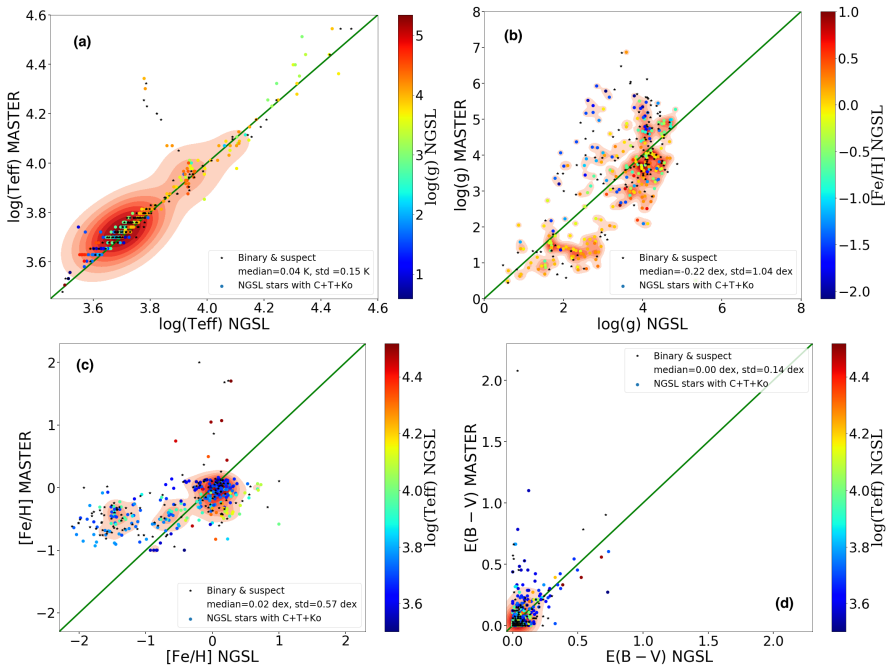 (a)
4.6
4.4
4.2
4.0
3.8
3.6
log(Teff) MASTER
3.6 3.8 4.0 4.2 4.4 4.6
log(Teff) NGSL
Binary & suspect
median=0.04 K, std =0.15 K
NGSL stars with C+T+Ko
5
4
3
2
1
log(g) NGSL
(b)
8
7
6
5
4
3
2
1
0
log(g) MASTER
0 2 4 6 8
log(g) NGSL
Binary & suspect
median=-0.22 dex, std=1.04 dex
NGSL stars with C+T+Ko
1.0
0.5
0.0
−0.5
−1.0
−1.5
−2.0
[Fe/H] NGSL
(c)
2
1
0
−1
−2
[Fe/H] MASTER
−2 −1 0 1 2
[Fe/H] NGSL
Binary & suspect
median=0.02 dex, std=0.57 dex
NGSL stars with C+T+Ko
4.4
4.2
4.0
3.8
3.6
log(Teff) NGSL
Binary & suspect
median=0.00 dex, std=0.14 dex
NGSL stars with C+T+Ko
2.0
1.5
1.0
0.5
0.0
E(B − V) MASTER
(d)
0.0 0.5 1.0 1.5 2.0
E(B − V) NGSL
4.4
4.2
4.0
3.8
3.6
log(Teff) NGSL